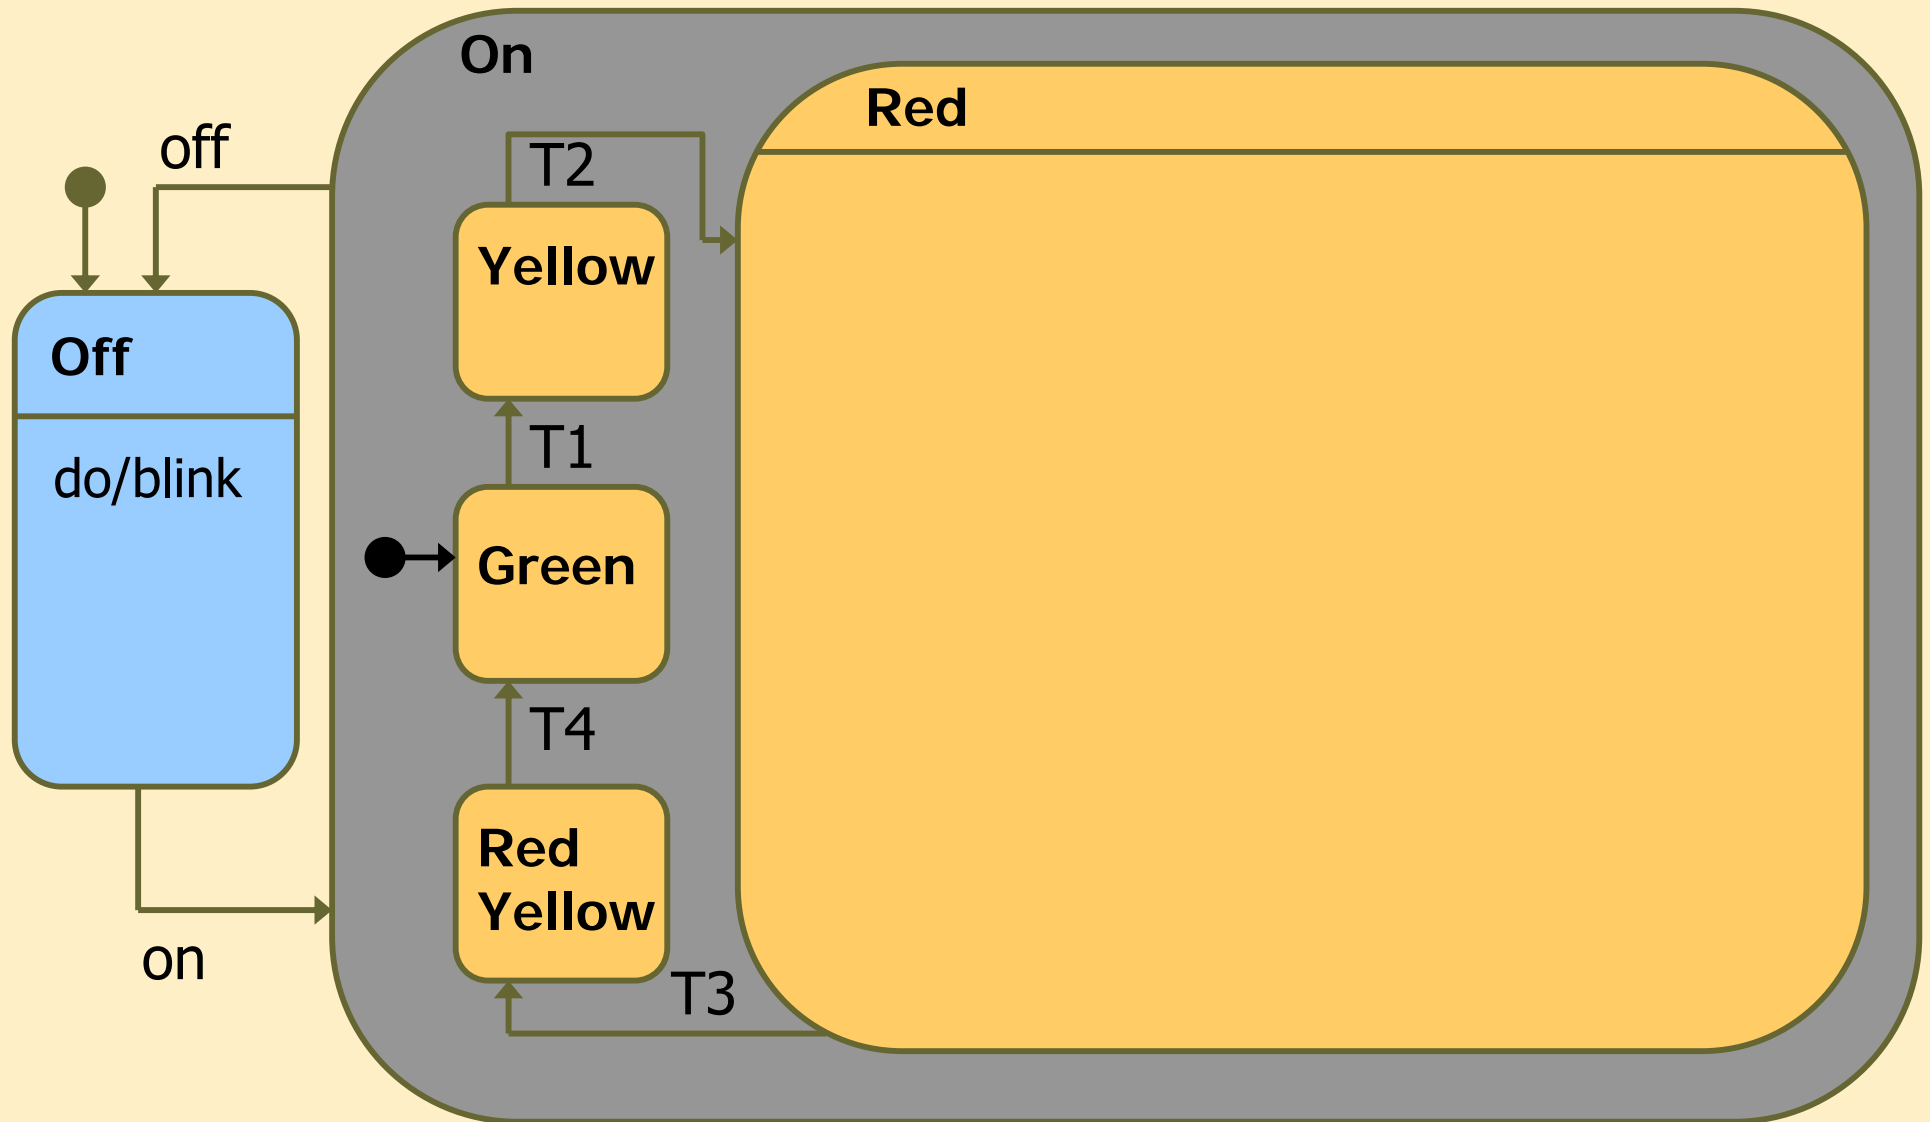 On
Red
off
T2
Yellow
Off
T1
do/blink
Green
T4
Red
Yellow
on
T3